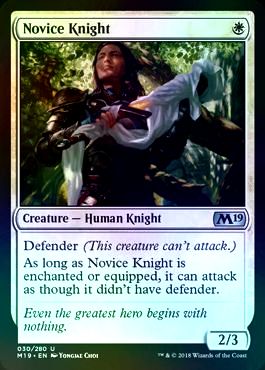 Novice Knight
Creature — Human Knight
M19
Defender (This creature can't attack.)
As long as Novice Knight is
enchanted or equipped, it can attack
as though it didn't have defender.
Even the greatest hero begins with
nothing.
2/3
030/280 U
M19 • EN YONGJAE CHOI
™ & © 2018 Wizards of the Coast